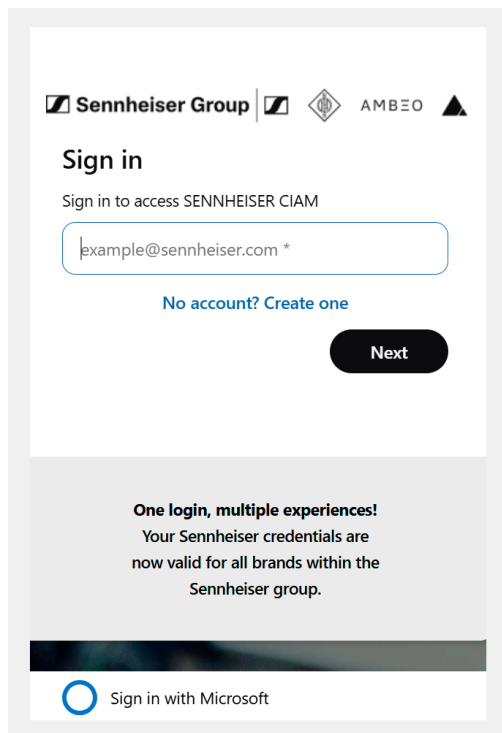 Sennheiser Group
AMBEO
Sign in
Sign in to access SENNHEISER CIAM
example@sennheiser.com *
No account? Create one
Next
One login, multiple experiences!
Your Sennheiser credentials are
now valid for all brands within the
Sennheiser group.
Sign in with Microsoft